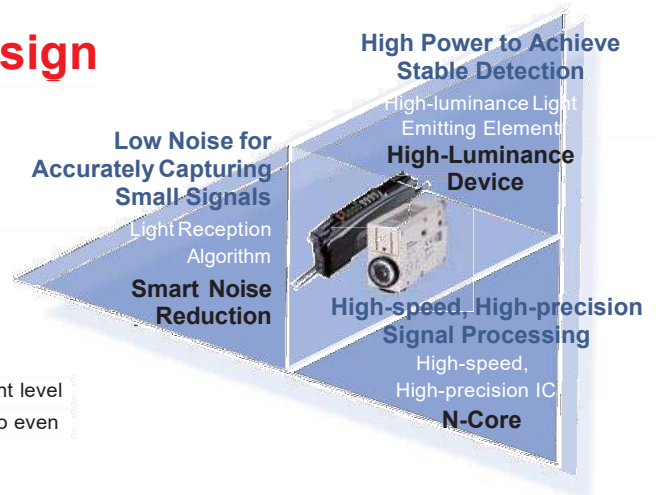 sign
High Power to Achieve
Stable Detection
High-luminance Light
Emitting Element
High-Luminance
Device
Low Noise for
Accurately Capturing
Small Signals
Light Reception
Algorithm
Smart Noise
Reduction
High-speed, High-precision
Signal Processing
High-speed,
High-precision IC
N-Core
nt level
o even